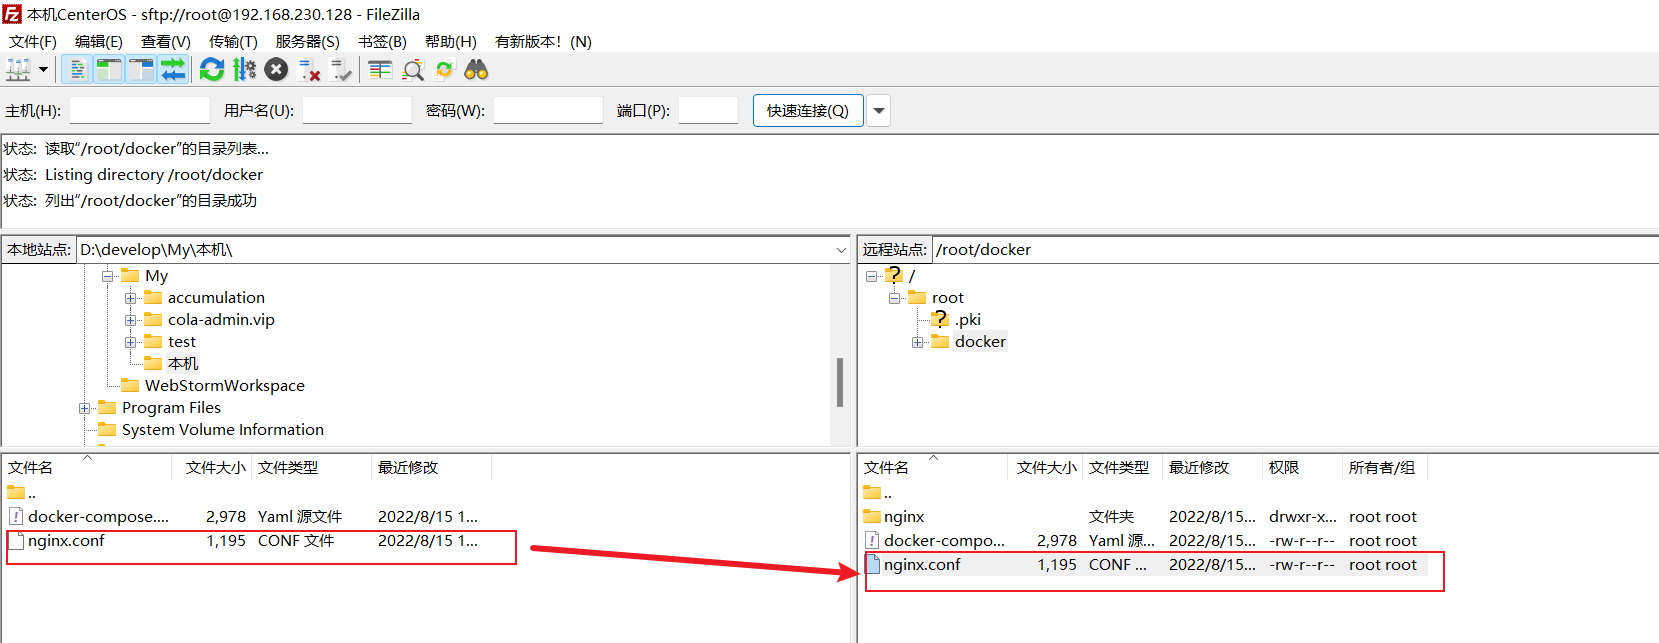 本机CenterOS - sftp://root@192.168.230.128 - FileZilla
文件(F) 编辑(E) 查看(V) 传输(T) 服务器(S) 书签(B) 帮助(H) 有新版本! (N)
主机(H): 用户名(U): 密码(W): 端口(P): 快速连接(Q)
状态: 读取“/root/docker”的目录列表...
状态: Listing directory /root/docker
状态: 列出“/root/docker”的目录成功
本地站点: D:\develop\My\本机\
My
accumulation
cola-admin.vip
test
本机
WebStormWorkspace
Program Files
System Volume Information
远程站点: /root/docker
/
root
.pki
docker
文件名 文件大小 文件类型 最近修改
..
docker-compose.... 2,978 Yaml 源文件 2022/8/15 1...
nginx.conf 1,195 CONF 文件 2022/8/15 1...
文件名 文件大小 文件类型 最近修改 权限 所有者/组
..
nginx 文件夹 2022/8/15... drwxr-x... root root
docker-compo... 2,978 Yaml 源... 2022/8/15... -rw-r--r-- root root
nginx.conf 1,195 CONF ... 2022/8/15... -rw-r--r-- root root